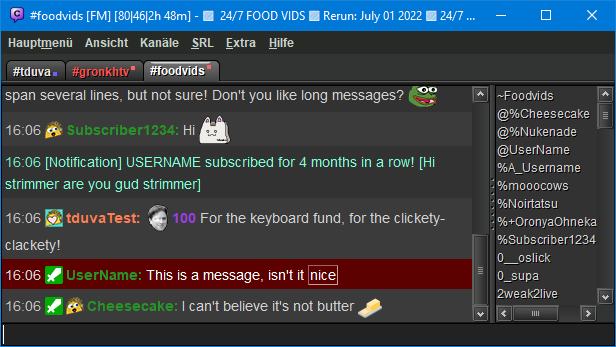 #foodvids [FM] [80|46|2h 48m] - 24/7 FOOD VIDS Rerun: July 01 2022 24/7 ...
Hauptmenü Ansicht Kanäle SRL Extra Hilfe
#tduva #gronkhtv #foodvids
span several lines, but not sure! Don't you like long messages?
16:06 Subscriber1234: Hi
16:06 [Notification] USERNAME subscribed for 4 months in a row! [Hi
strimmer are you gud strimmer]
16:06 tduvaTest: 100 For the keyboard fund, for the clickety-
clackety!
16:06 UserName: This is a message, isn't it nice
16:06 Cheesecake: I can't believe it's not butter
~Foodvids
@%Cheesecake
@%Nukenade
@UserName
%A_Username
%mooocows
%Noirtatsu
%+OronyaOhneka
%Subscriber1234
0__oslick
0_supa
2weak2live